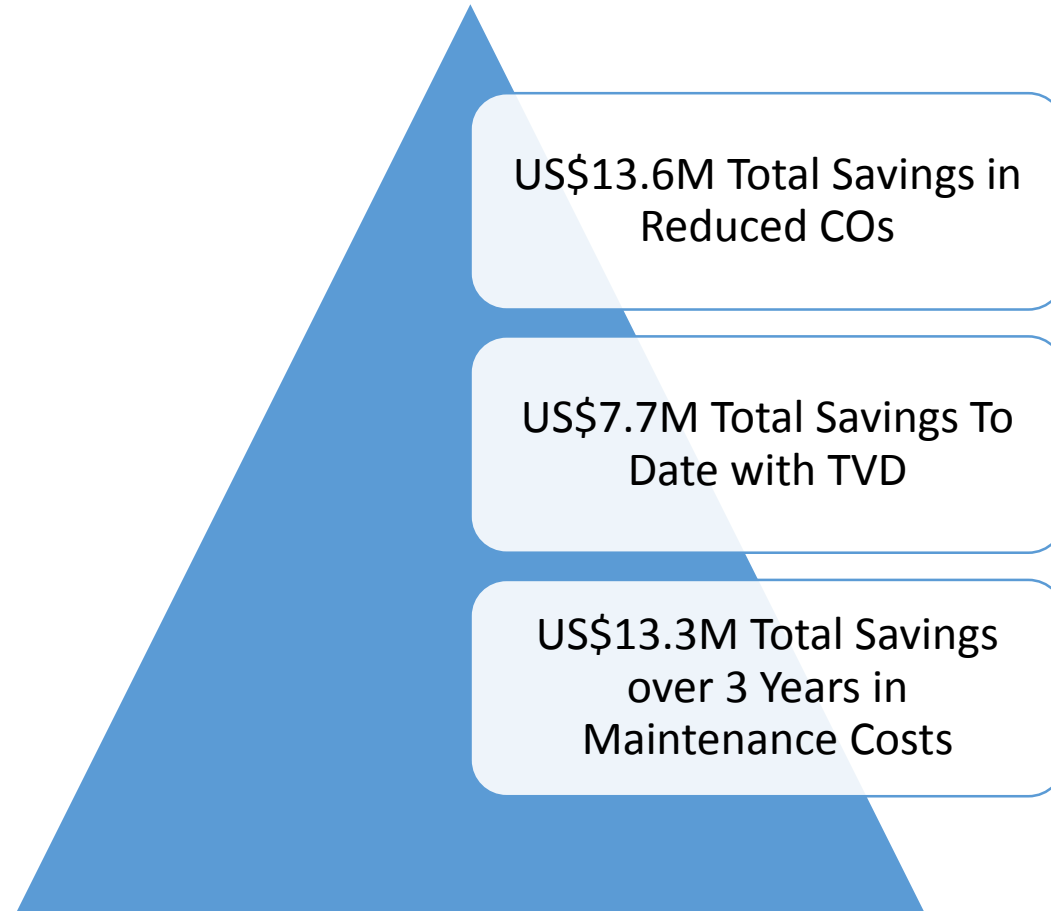 US$13.6M Total Savings in
Reduced COs
US$7.7M Total Savings To
Date with TVD
US$13.3M Total Savings
over 3 Years in
Maintenance Costs